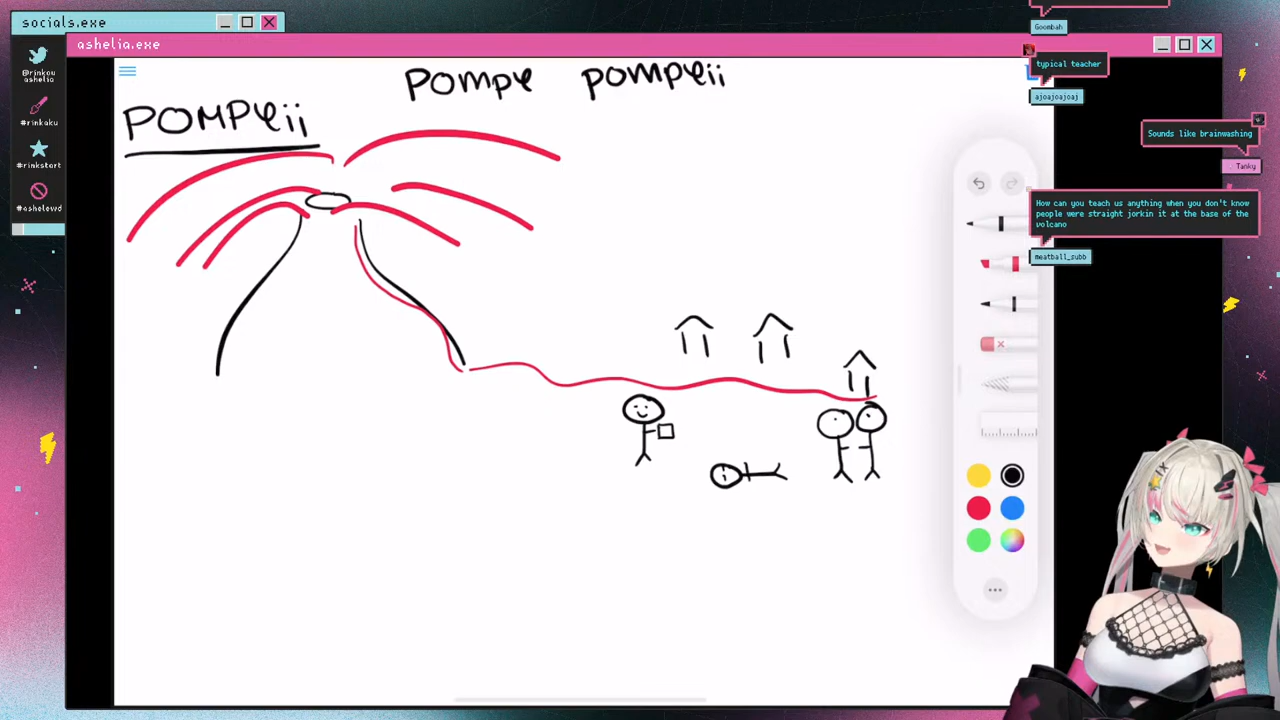 socials.exe
ashelia.exe
@rinkou
ashelia
#rinkaku
#rinkstart
#ashelewd
Pompe pompeii
POMPeii
Goombah
typical teacher
ajoajoajoaj
Sounds like brainwashing
Tanky
How can you teach us anything when you don't know
people were straight jorkin it at the base of the
volcano
meatball_subb